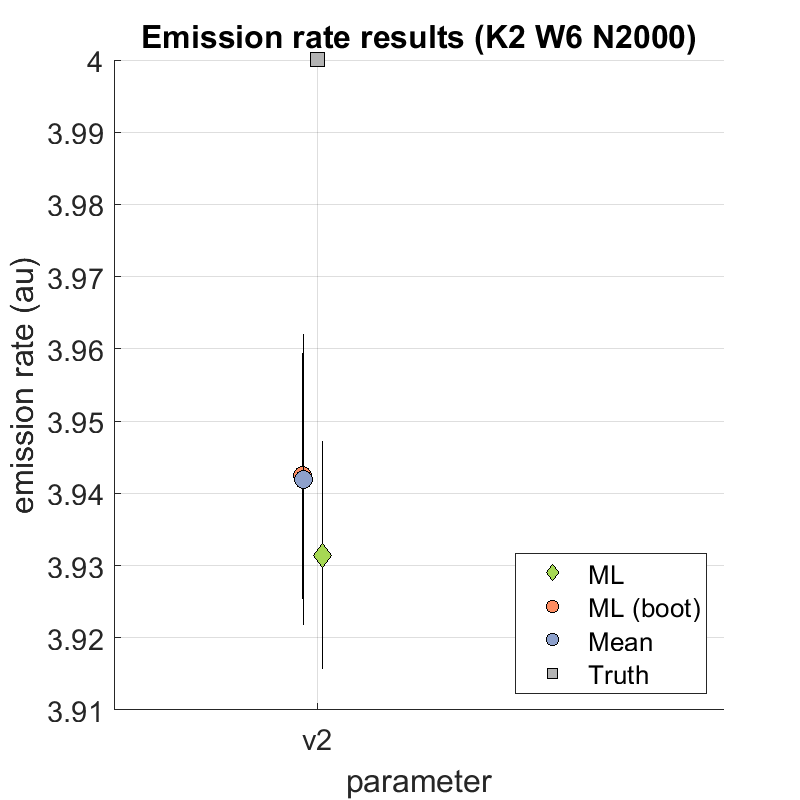 Emission rate results (K2 W6 N2000)
4
3.99
3.98
3.97
3.96
3.95
3.94
3.93
3.92
3.91
emission rate (au)
v2
parameter
ML
ML (boot)
Mean
Truth